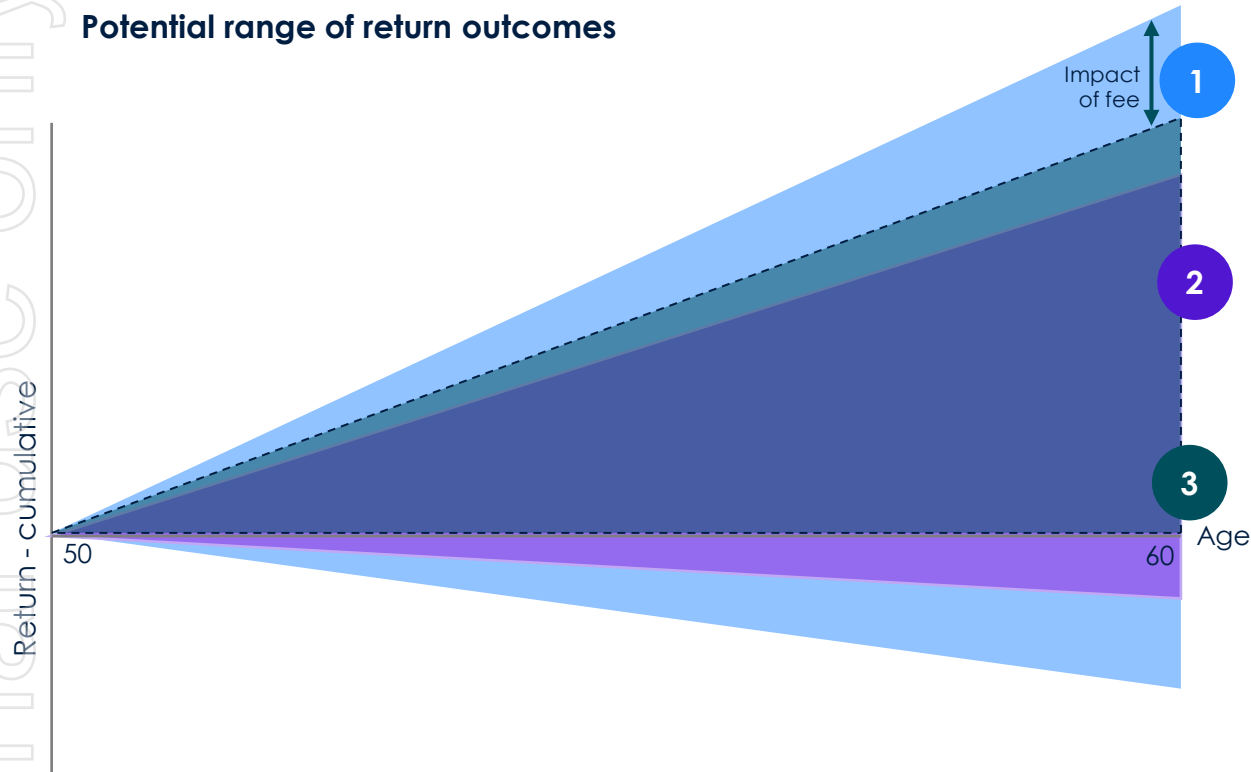 Potential range of return outcomes
Impact
of fee
1
2
3
Return - cumulative
50
60
Age